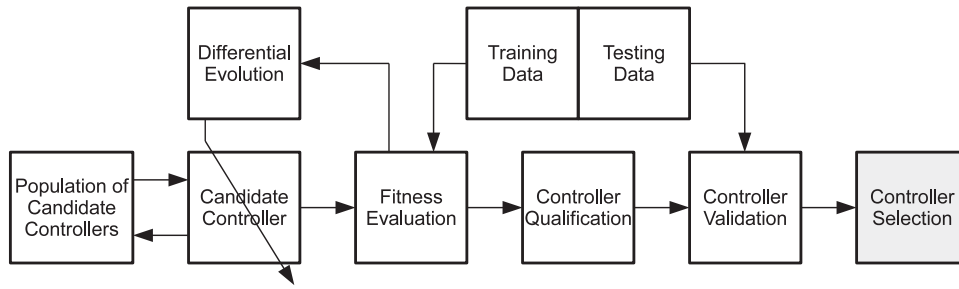 Differential
Evolution
Training
Data
Testing
Data
Population of
Candidate
Controllers
Candidate
Controller
Fitness
Evaluation
Controller
Qualification
Controller
Validation
Controller
Selection